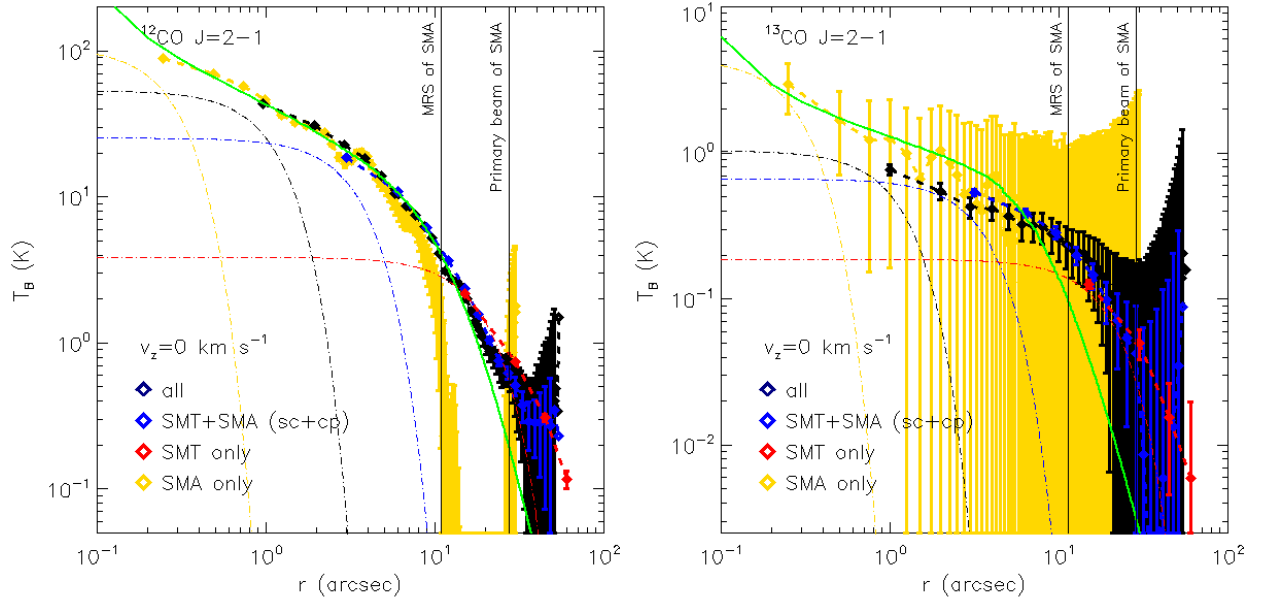 ¹²CO J=2−1
MRS of SMA
Primary beam of SMA
T_B (K)
10²
10¹
10⁰
10⁻¹
v_z=0 km s⁻¹
all
SMT+SMA (sc+cp)
SMT only
SMA only
10⁻¹ 10⁰ 10¹ 10²
r (arcsec)
¹³CO J=2−1
MRS of SMA
Primary beam of SMA
T_B (K)
10¹
10⁰
10⁻¹
10⁻²
v_z=0 km s⁻¹
all
SMT+SMA (sc+cp)
SMT only
SMA only
10⁻¹ 10⁰ 10¹ 10²
r (arcsec)